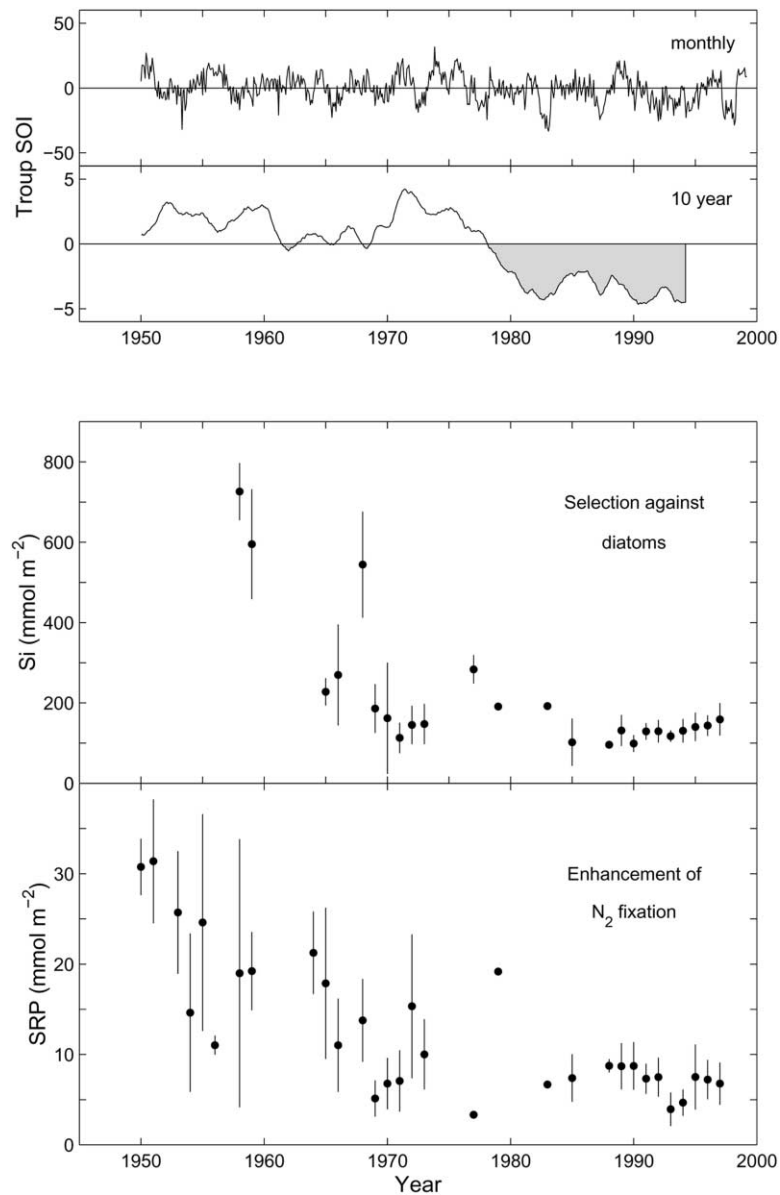 50
monthly
0
−50
Troup SOI
5
10 year
0
−5
1950 1960 1970 1980 1990 2000
800
Selection against
diatoms
600
Si (mmol m−2)
400
200
0
30
Enhancement of
N2 fixation
20
SRP (mmol m−2)
10
0
1950 1960 1970 1980 1990 2000
Year